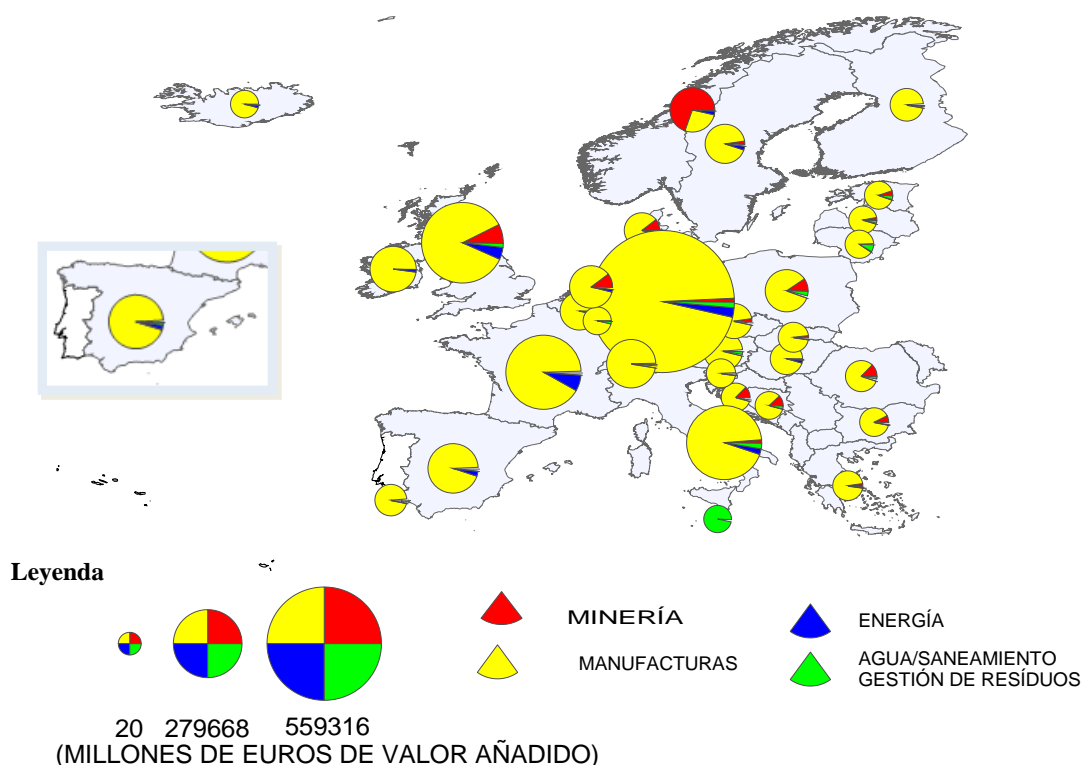 Leyenda
MINERÍA
MANUFACTURAS
ENERGÍA
AGUA/SANEAMIENTO
GESTIÓN DE RESÍDUOS
20 279668 559316
(MILLONES DE EUROS DE VALOR AÑADIDO)